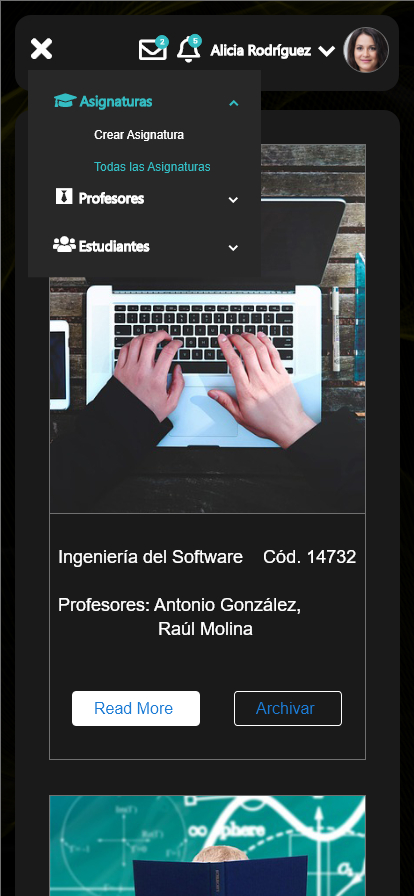 2
5
Alicia Rodríguez
Asignaturas
Crear Asignatura
Todas las Asignaturas
Profesores
Estudiantes
Ingeniería del Software Cód. 14732
Profesores: Antonio González,
Raúl Molina
Read More
Archivar
∞ sphere